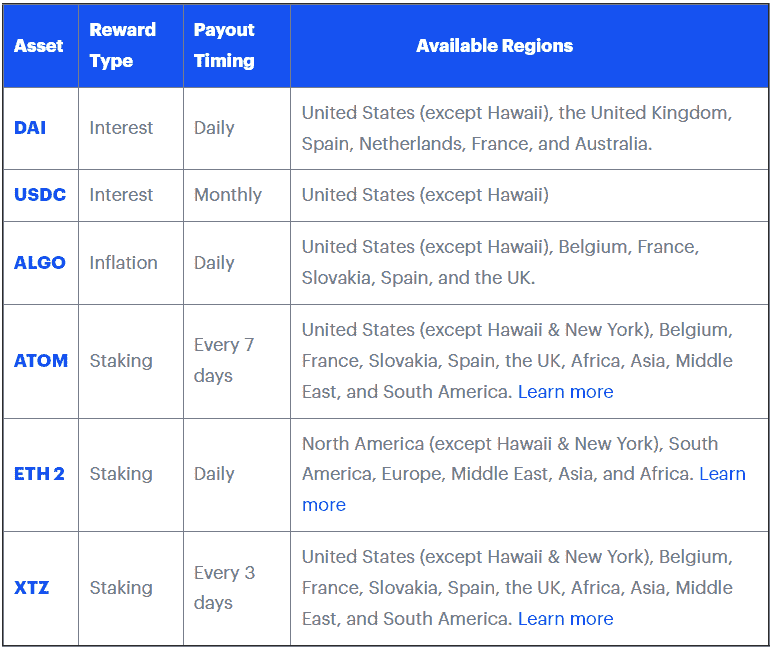 Asset Reward Type Payout Timing Available Regions
DAI Interest Daily United States (except Hawaii), the United Kingdom,
Spain, Netherlands, France, and Australia.
USDC Interest Monthly United States (except Hawaii)
ALGO Inflation Daily United States (except Hawaii), Belgium, France,
Slovakia, Spain, and the UK.
ATOM Staking Every 7 days United States (except Hawaii & New York), Belgium,
France, Slovakia, Spain, the UK, Africa, Asia, Middle
East, and South America. Learn more
ETH 2 Staking Daily North America (except Hawaii & New York), South
America, Europe, Middle East, Asia, and Africa. Learn
more
XTZ Staking Every 3 days United States (except Hawaii & New York), Belgium,
France, Slovakia, Spain, the UK, Africa, Asia, Middle
East, and South America. Learn more